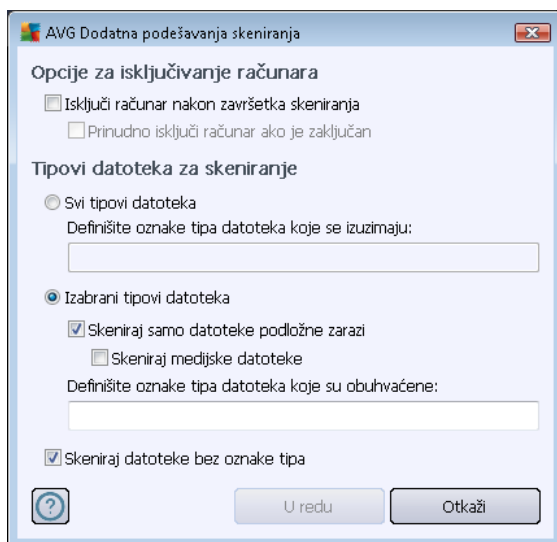 AVG Dodatna podešavanja skeniranja
Opcije za isključivanje računara
Isključi računar nakon završetka skeniranja
Prinudno isključi računar ako je zaključan
Tipovi datoteka za skeniranje
Svi tipovi datoteka
Definišite oznake tipa datoteka koje se izuzimaju:
Izabrani tipovi datoteka
Skeniraj samo datoteke podložne zarazi
Skeniraj medijske datoteke
Definišite oznake tipa datoteka koje su obuhvaćene:
Skeniraj datoteke bez oznake tipa
? U redu Otkaži